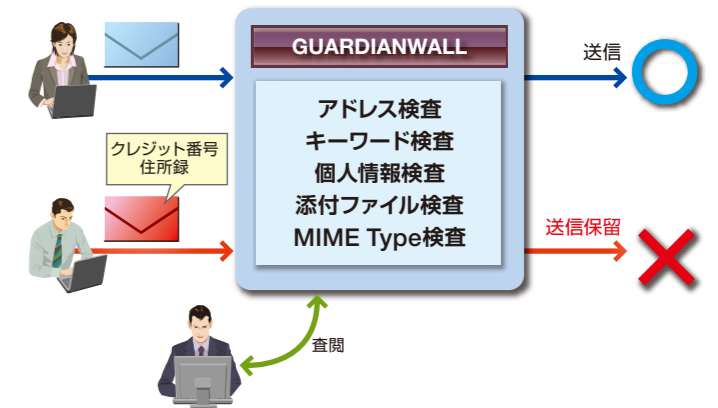 GUARDIANWALL
送信
アドレス検査
キーワード検査
個人情報検査
添付ファイル検査
MIME Type検査
クレジット番号
住所録
送信保留
査閲